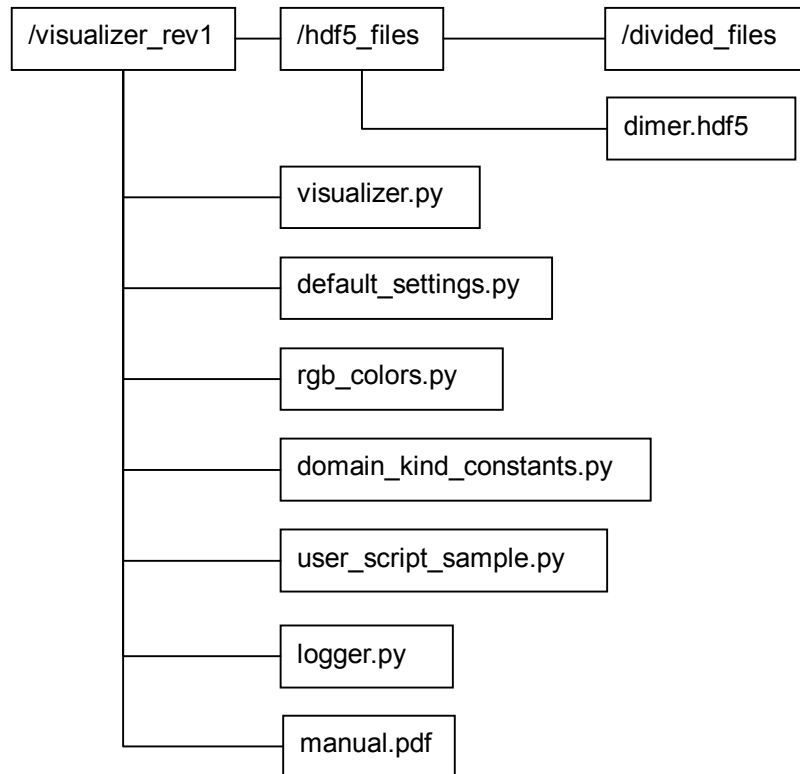 /visualizer_rev1
/hdf5_files
/divided_files
dimer.hdf5
visualizer.py
default_settings.py
rgb_colors.py
domain_kind_constants.py
user_script_sample.py
logger.py
manual.pdf